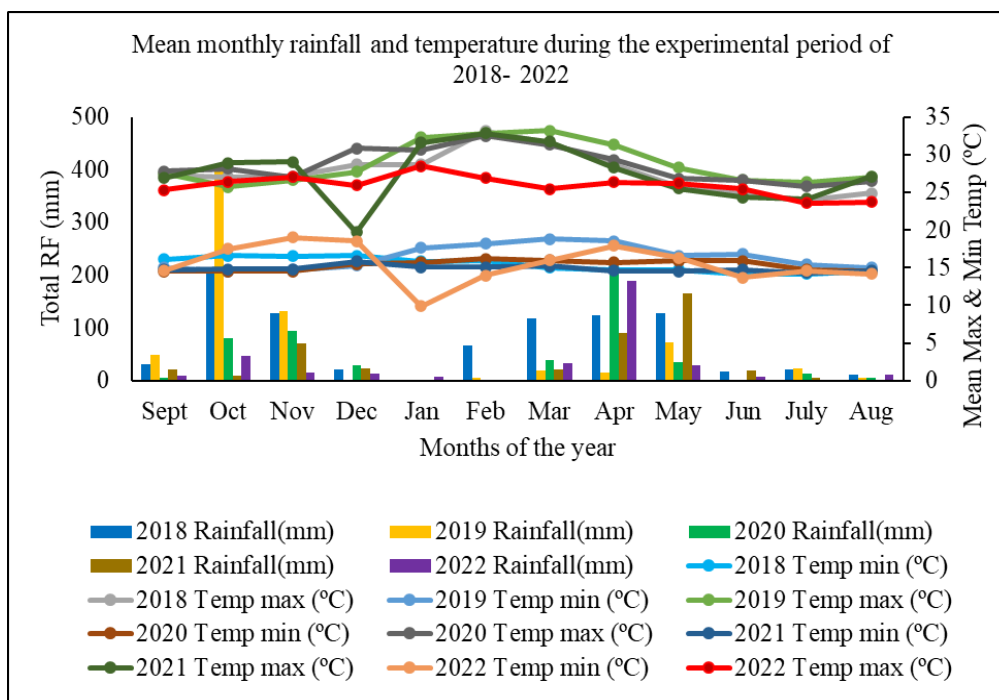 Mean monthly rainfall and temperature during the experimental period of
2018- 2022
Total RF (mm)
500
400
300
200
100
0
35
30
25
20
15
10
5
0
Mean Max & Min Temp (ºC)
Sept Oct Nov Dec Jan Feb Mar Apr May Jun July Aug
Months of the year
2018 Rainfall(mm) 2019 Rainfall(mm) 2020 Rainfall(mm)
2021 Rainfall(mm) 2022 Rainfall(mm) 2018 Temp min (ºC)
2018 Temp max (ºC) 2019 Temp min (ºC) 2019 Temp max (ºC)
2020 Temp min (ºC) 2020 Temp max (ºC) 2021 Temp min (ºC)
2021 Temp max (ºC) 2022 Temp min (ºC) 2022 Temp max (ºC)